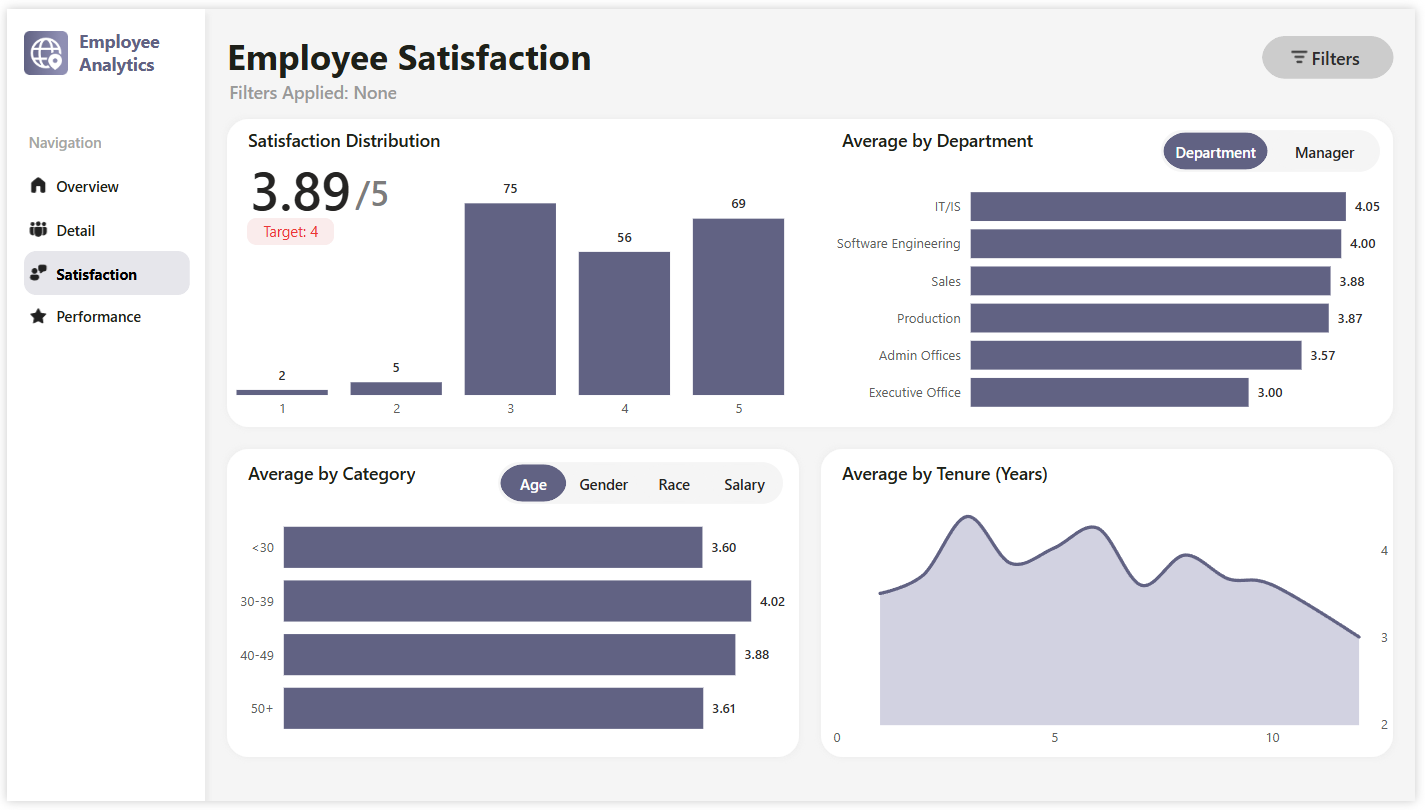 Employee
Analytics
Navigation
Overview
Detail
Satisfaction
Performance
Employee Satisfaction
Filters Applied: None
Filters
Satisfaction Distribution
3.89/5
Target: 4
2
5
75
56
69
1
2
3
4
5
Average by Department
Department
Manager
IT/IS 4.05
Software Engineering 4.00
Sales 3.88
Production 3.87
Admin Offices 3.57
Executive Office 3.00
Average by Category
Age
Gender
Race
Salary
<30 3.60
30-39 4.02
40-49 3.88
50+ 3.61
Average by Tenure (Years)
4
3
2
0
5
10